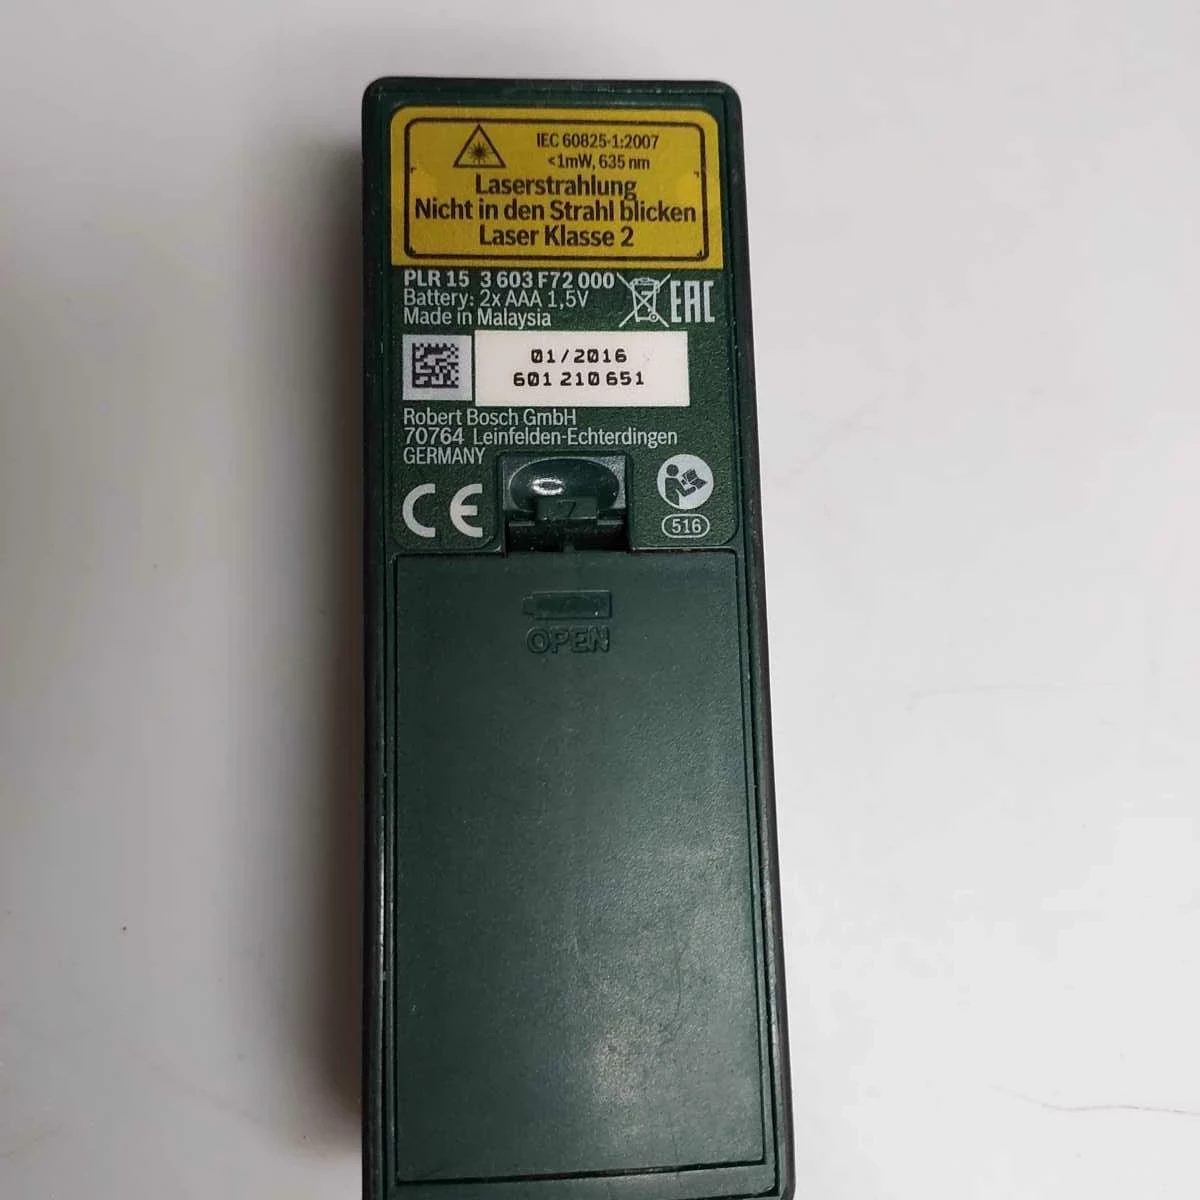 IEC 60825-1:2007
<1mW, 635 nm
Laserstrahlung
Nicht in den Strahl blicken
Laser Klasse 2
PLR 15 3 603 F72 000
Battery: 2x AAA 1,5V
Made in Malaysia
EAC
01/2016
601 210 651
Robert Bosch GmbH
70764 Leinfelden-Echterdingen
GERMANY
CE
516
OPEN